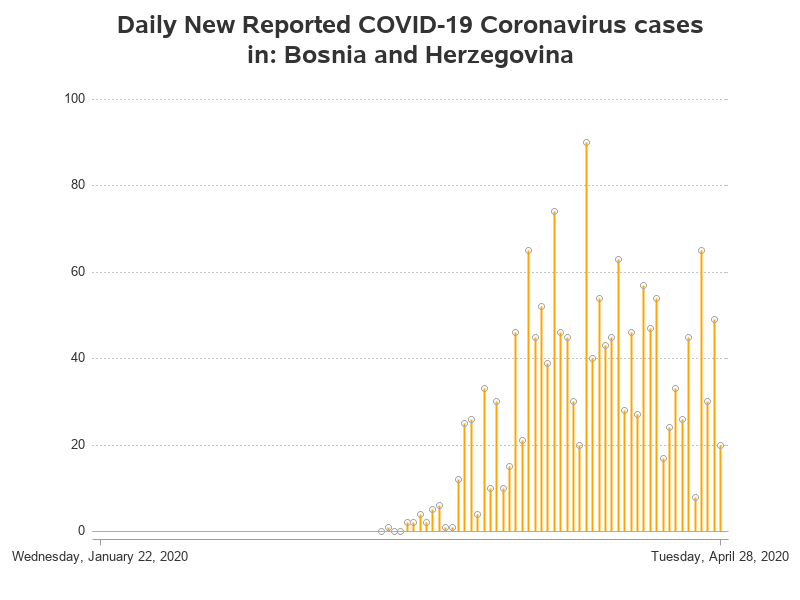 Daily New Reported COVID-19 Coronavirus cases
in: Bosnia and Herzegovina
100
80
60
40
20
0
Wednesday, January 22, 2020
Tuesday, April 28, 2020